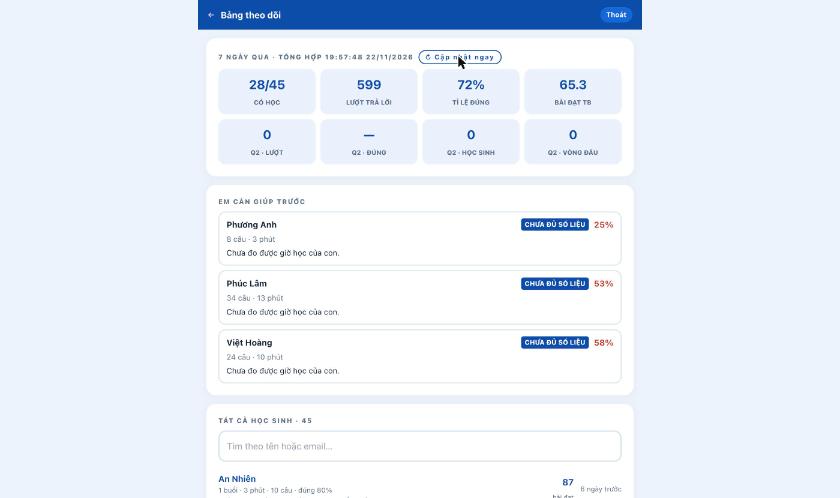 ← Bảng theo dõi
Thoát
7 NGÀY QUA · TỔNG HỢP 19:57:48 22/11/2026
↻ Cập nhật ngay
28/45
CÓ HỌC
599
LƯỢT TRẢ LỜI
72%
TỈ LỆ ĐÚNG
65.3
BÀI ĐẠT TB
0
Q2 · LƯỢT
—
Q2 · ĐÚNG
0
Q2 · HỌC SINH
0
Q2 · VÒNG ĐẤU
EM CẦN GIÚP TRƯỚC
Phương Anh
CHƯA ĐỦ SỐ LIỆU 25%
8 câu · 3 phút
Chưa đo được giờ học của con.
Phúc Lâm
CHƯA ĐỦ SỐ LIỆU 53%
34 câu · 13 phút
Chưa đo được giờ học của con.
Việt Hoàng
CHƯA ĐỦ SỐ LIỆU 58%
24 câu · 10 phút
Chưa đo được giờ học của con.
TẤT CẢ HỌC SINH · 45
Tìm theo tên hoặc email...
An Nhiên
1 buổi · 3 phút · 10 câu · đúng 80%
87
bài đạt
6 ngày trước